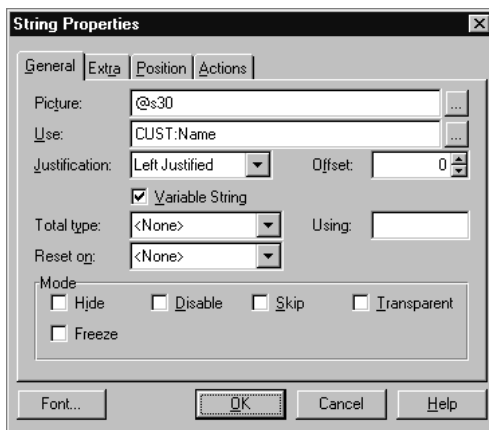 String Properties
General Extra Position Actions
Picture: @s30 ...
Use: CUST:Name ...
Justification: Left Justified Offset: 0
Variable String
Total type: <None> Using:
Reset on: <None>
Mode
Hide Disable Skip Transparent
Freeze
Font... OK Cancel Help